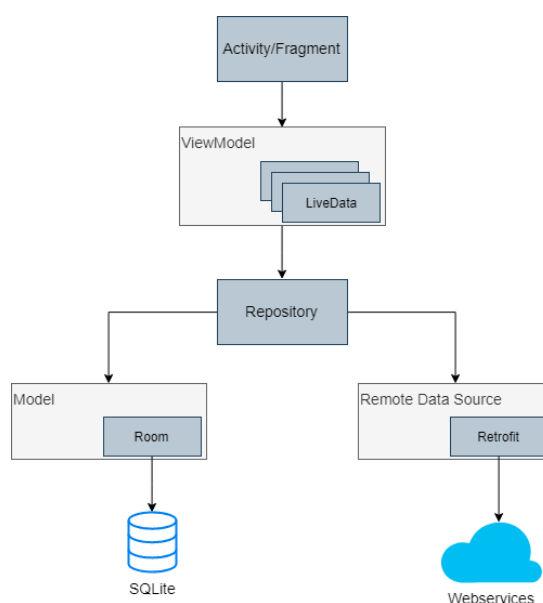 Activity/Fragment
ViewModel
LiveData
Repository
Model
Room
Remote Data Source
Retrofit
SQLite
Webservices